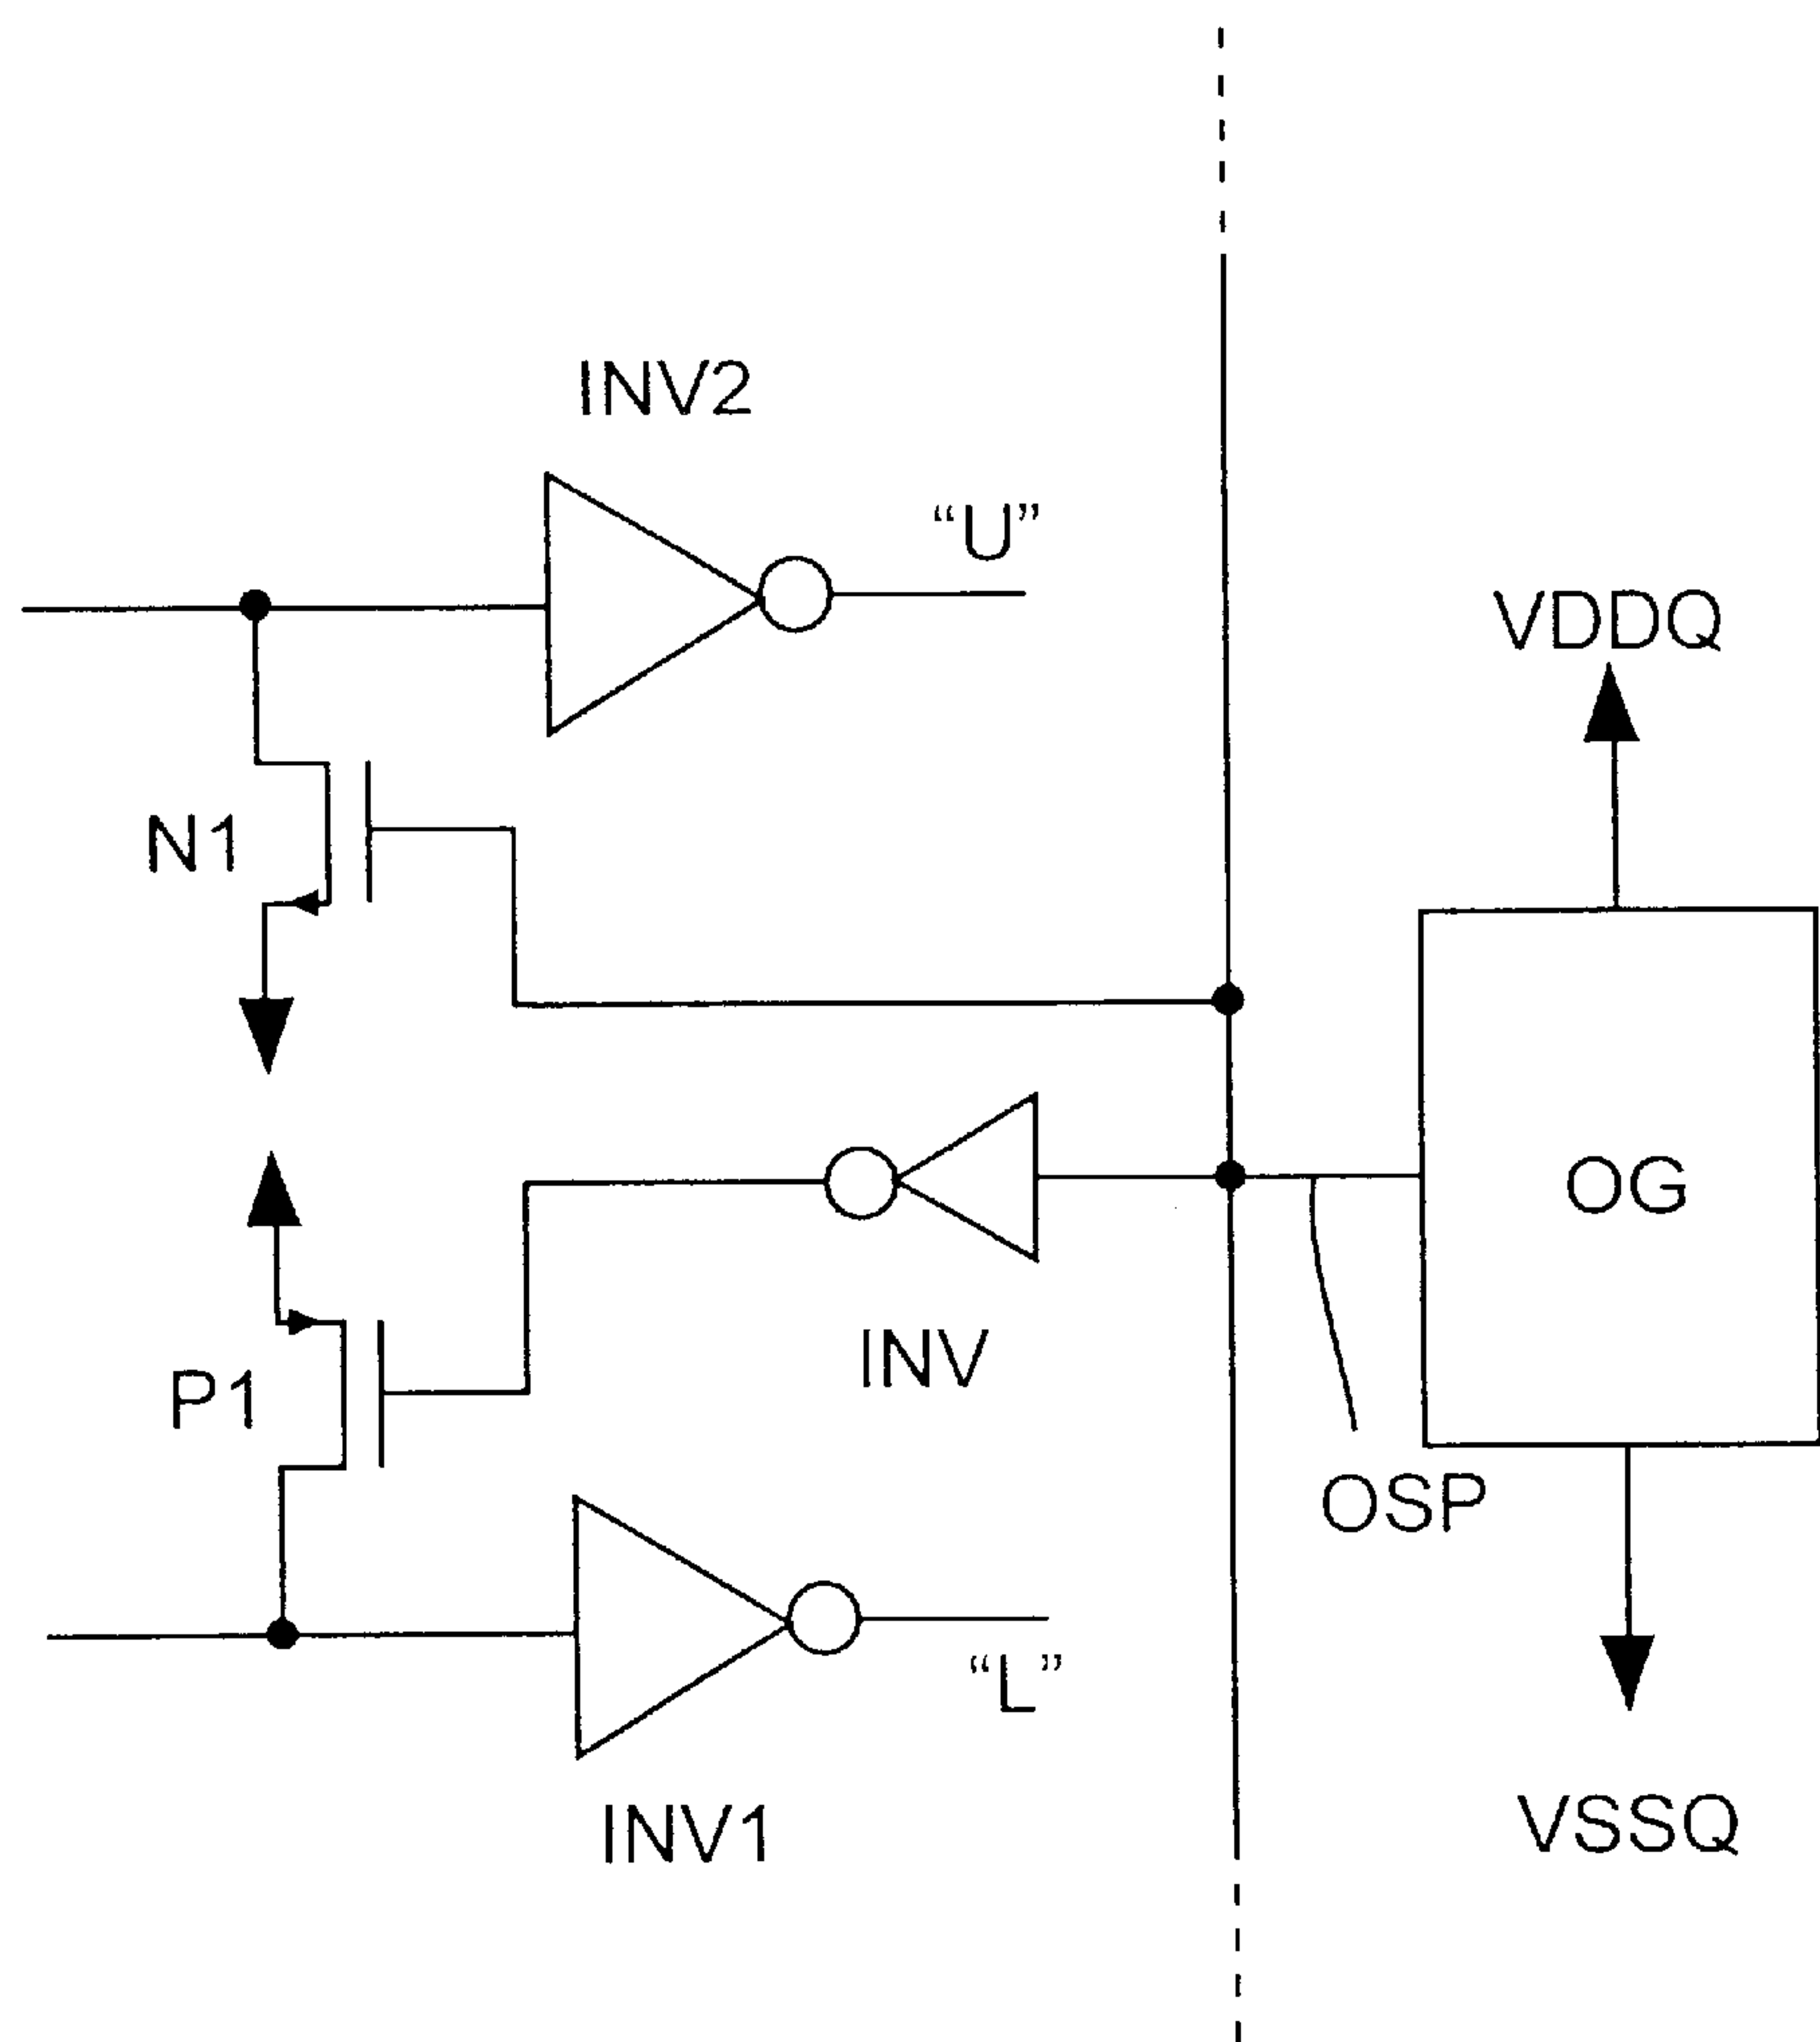 INV2
“U”
VDDQ
N1
OG
INV
P1
OSP
“L”
INV1
VSSQ